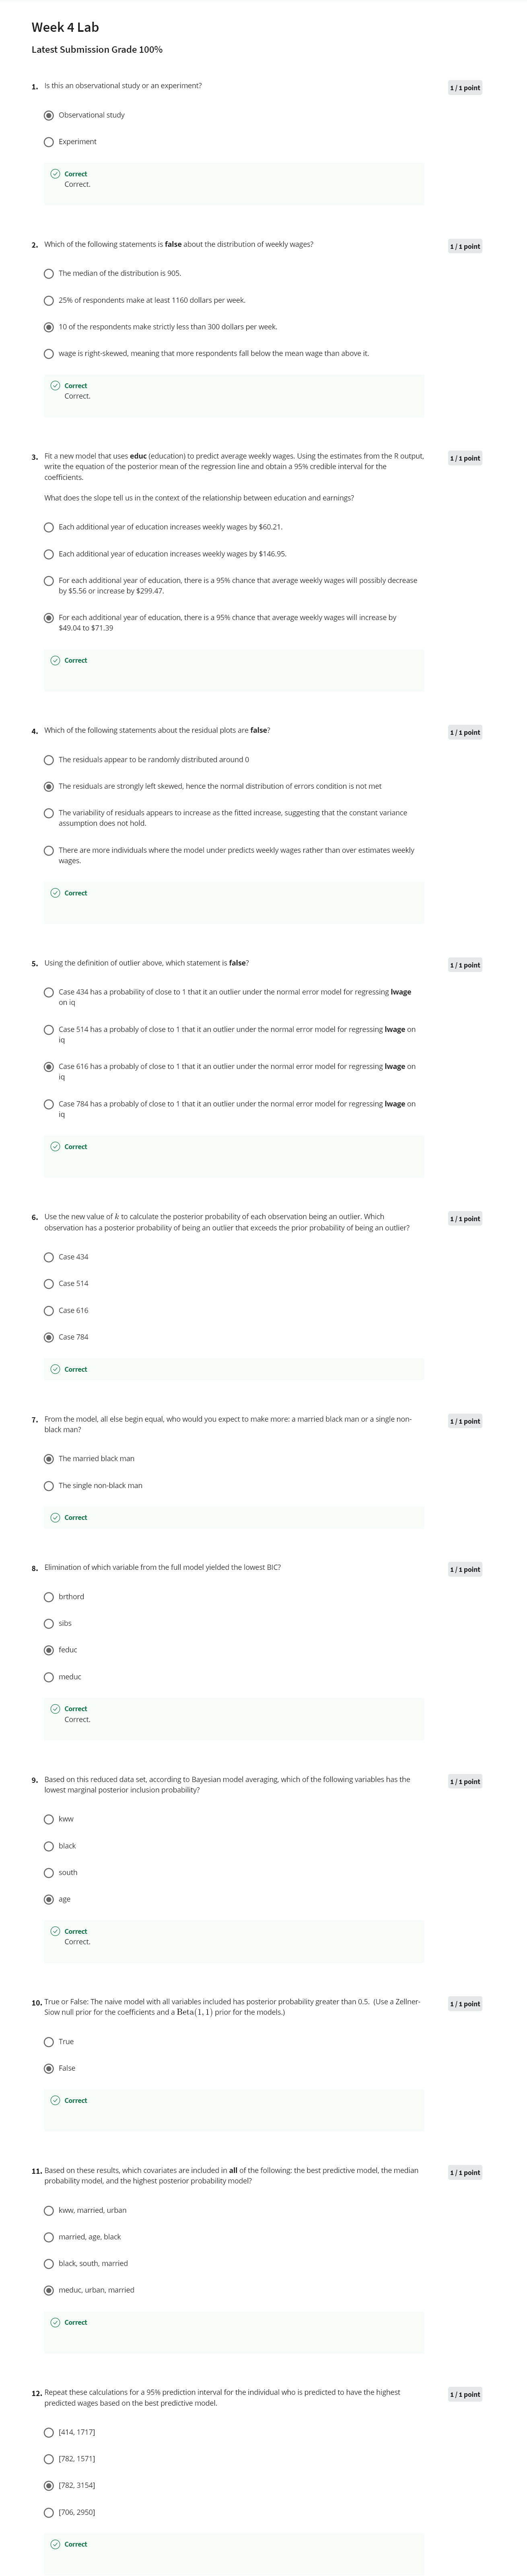 Week 4 Lab
Latest Submission Grade 100%
1. Is this an observational study or an experiment?
1 / 1 point
Observational study
Experiment
Correct
Correct.
2. Which of the following statements is false about the distribution of weekly wages?
1 / 1 point
The median of the distribution is 905.
25% of respondents make at least 1160 dollars per week.
10 of the respondents make strictly less than 300 dollars per week.
wage is right-skewed, meaning that more respondents fall below the mean wage than above it.
Correct
Correct.
3. Fit a new model that uses educ (education) to predict average weekly wages. Using the estimates from the R output,
write the equation of the posterior mean of the regression line and obtain a 95% credible interval for the
coefficients.
1 / 1 point
What does the slope tell us in the context of the relationship between education and earnings?
Each additional year of education increases weekly wages by $60.21.
Each additional year of education increases weekly wages by $146.95.
For each additional year of education, there is a 95% chance that average weekly wages will possibly decrease
by $5.56 or increase by $299.47.
For each additional year of education, there is a 95% chance that average weekly wages will increase by
$49.04 to $71.39
Correct
4. Which of the following statements about the residual plots are false?
1 / 1 point
The residuals appear to be randomly distributed around 0
The residuals are strongly left skewed, hence the normal distribution of errors condition is not met
The variability of residuals appears to increase as the fitted increase, suggesting that the constant variance
assumption does not hold.
There are more individuals where the model under predicts weekly wages rather than over estimates weekly
wages.
Correct
5. Using the definition of outlier above, which statement is false?
1 / 1 point
Case 434 has a probability of close to 1 that it an outlier under the normal error model for regressing lwage
on iq
Case 514 has a probably of close to 1 that it an outlier under the normal error model for regressing lwage on
iq
Case 616 has a probably of close to 1 that it an outlier under the normal error model for regressing lwage on
iq
Case 784 has a probably of close to 1 that it an outlier under the normal error model for regressing lwage on
iq
Correct
6. Use the new value of k to calculate the posterior probability of each observation being an outlier. Which
observation has a posterior probability of being an outlier that exceeds the prior probability of being an outlier?
1 / 1 point
Case 434
Case 514
Case 616
Case 784
Correct
7. From the model, all else begin equal, who would you expect to make more: a married black man or a single non-
black man?
1 / 1 point
The married black man
The single non-black man
Correct
8. Elimination of which variable from the full model yielded the lowest BIC?
1 / 1 point
brthord
sibs
feduc
meduc
Correct
Correct.
9. Based on this reduced data set, according to Bayesian model averaging, which of the following variables has the
lowest marginal posterior inclusion probability?
1 / 1 point
kww
black
south
age
Correct
Correct.
10. True or False: The naive model with all variables included has posterior probability greater than 0.5. (Use a Zellner-
Siow null prior for the coefficients and a Beta(1, 1) prior for the models.)
1 / 1 point
True
False
Correct
11. Based on these results, which covariates are included in all of the following: the best predictive model, the median
probability model, and the highest posterior probability model?
1 / 1 point
kww, married, urban
married, age, black
black, south, married
meduc, urban, married
Correct
12. Repeat these calculations for a 95% prediction interval for the individual who is predicted to have the highest
predicted wages based on the best predictive model.
1 / 1 point
[414, 1717]
[782, 1571]
[782, 3154]
[706, 2950]
Correct